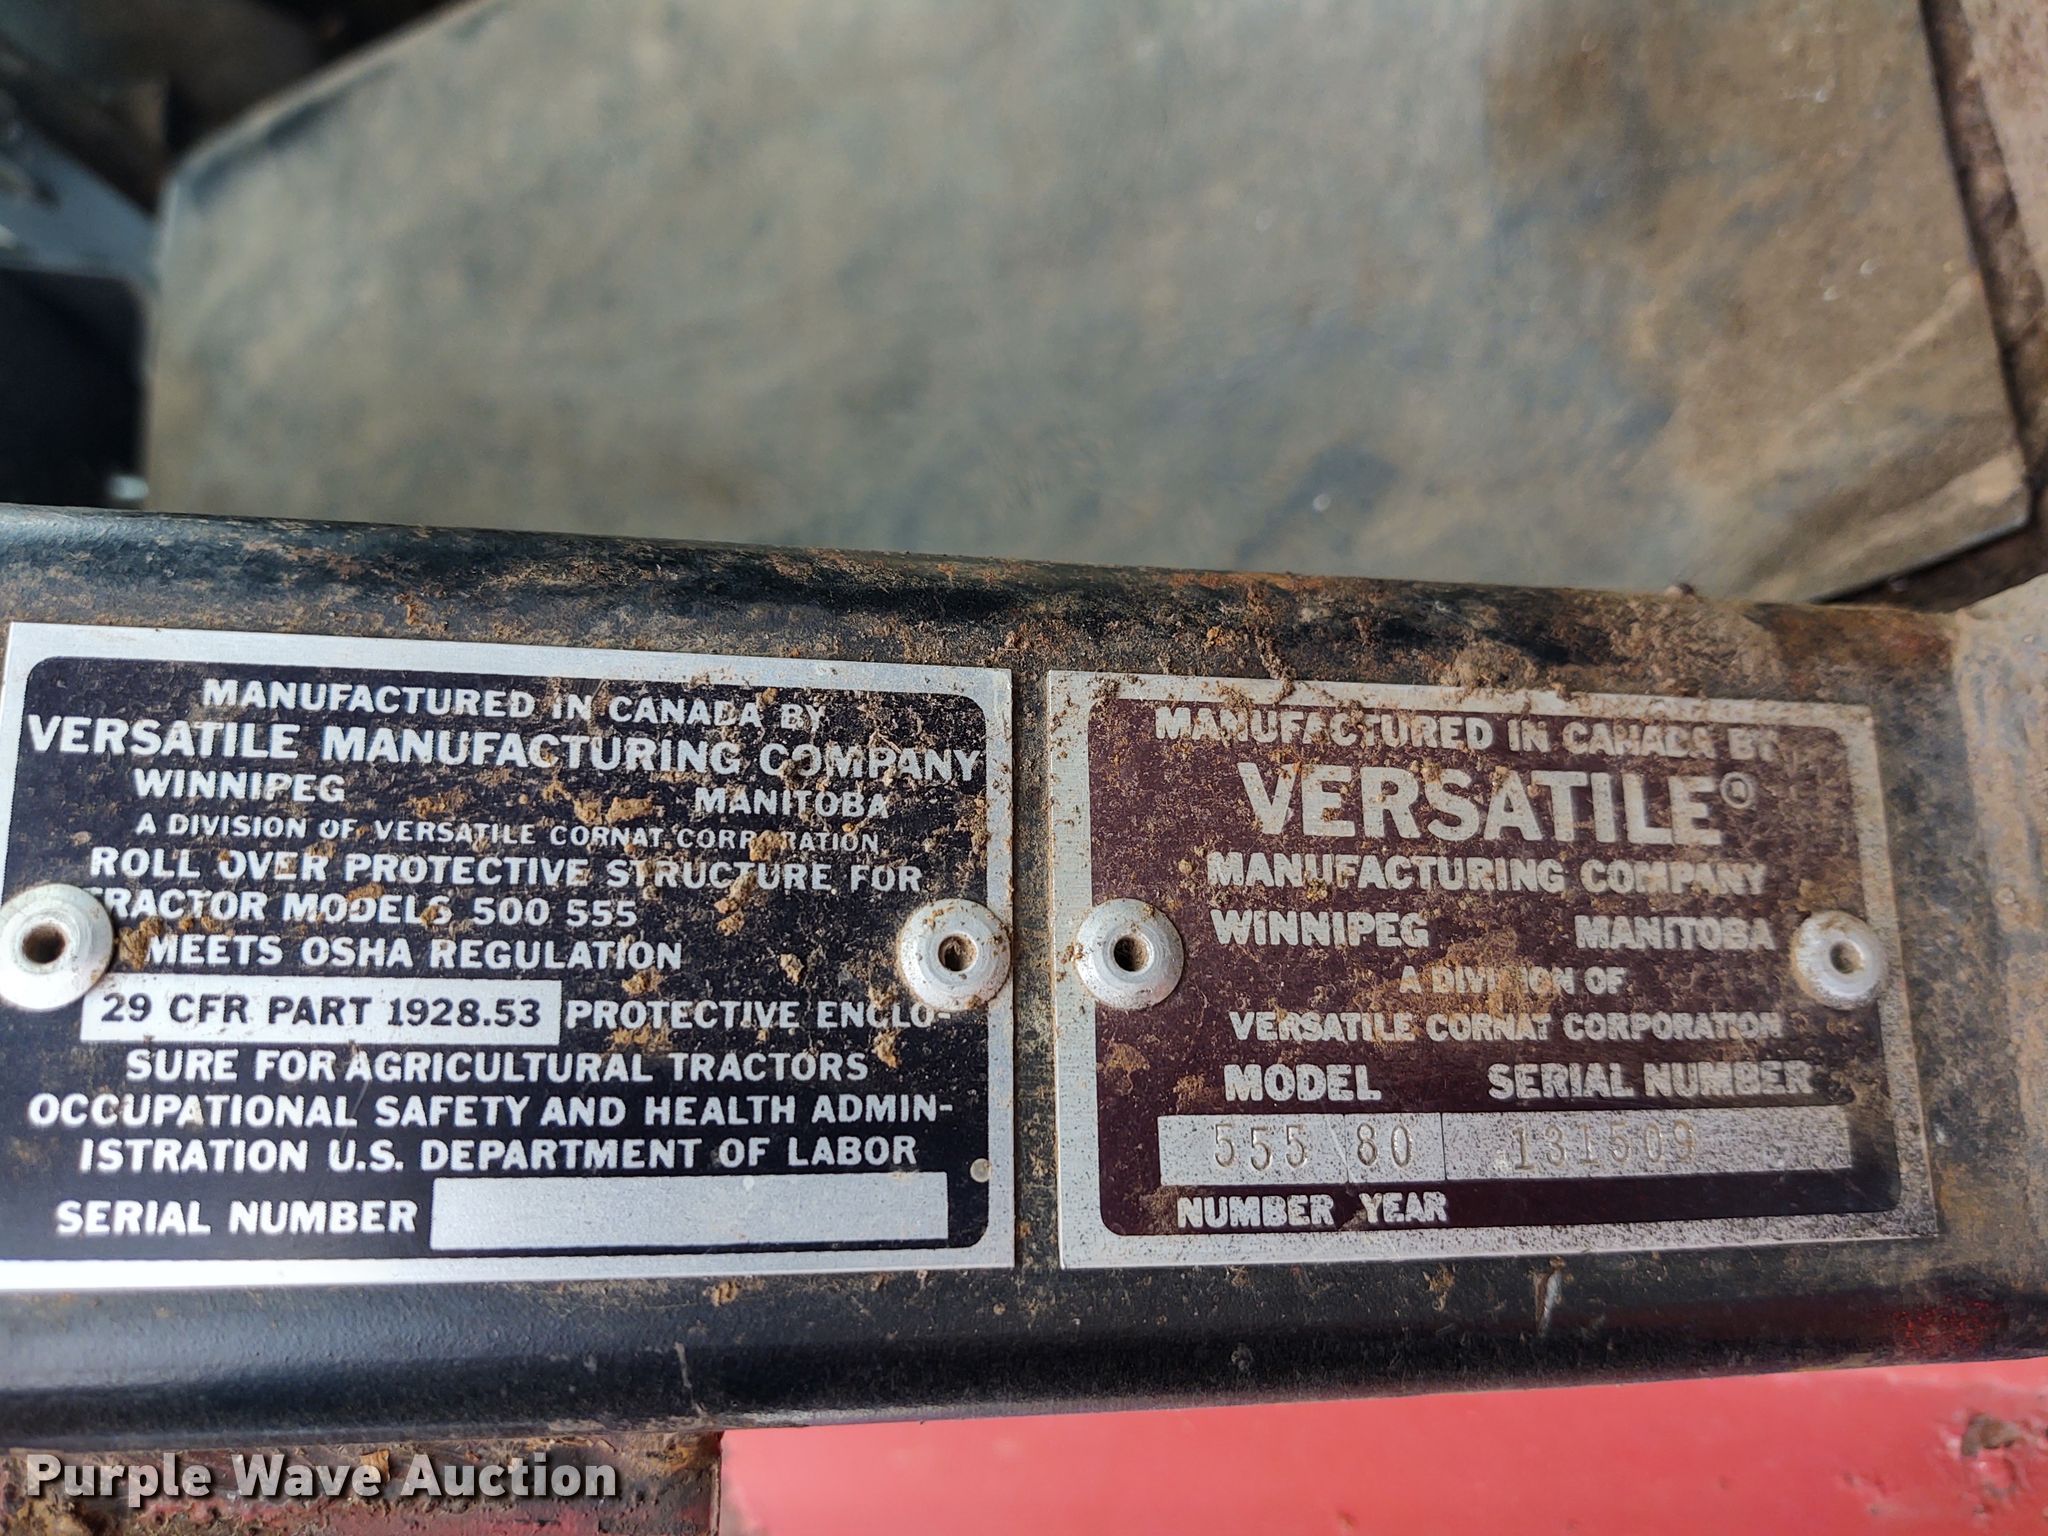 MANUFACTURED IN CANADA BY
VERSATILE MANUFACTURING COMPANY
WINNIPEG MANITOBA
A DIVISION OF VERSATILE CORNAT CORPORATION
ROLL OVER PROTECTIVE STRUCTURE FOR
TRACTOR MODELS 500 555
MEETS OSHA REGULATION
29 CFR PART 1928.53 PROTECTIVE ENCLO-
SURE FOR AGRICULTURAL TRACTORS
OCCUPATIONAL SAFETY AND HEALTH ADMIN-
ISTRATION U.S. DEPARTMENT OF LABOR
SERIAL NUMBER
MANUFACTURED IN CANADA BY
VERSATILE®
MANUFACTURING COMPANY
WINNIPEG MANITOBA
A DIVISION OF
VERSATILE CORNAT CORPORATION
MODEL SERIAL NUMBER
555 80 131509
NUMBER YEAR
Purple Wave Auction